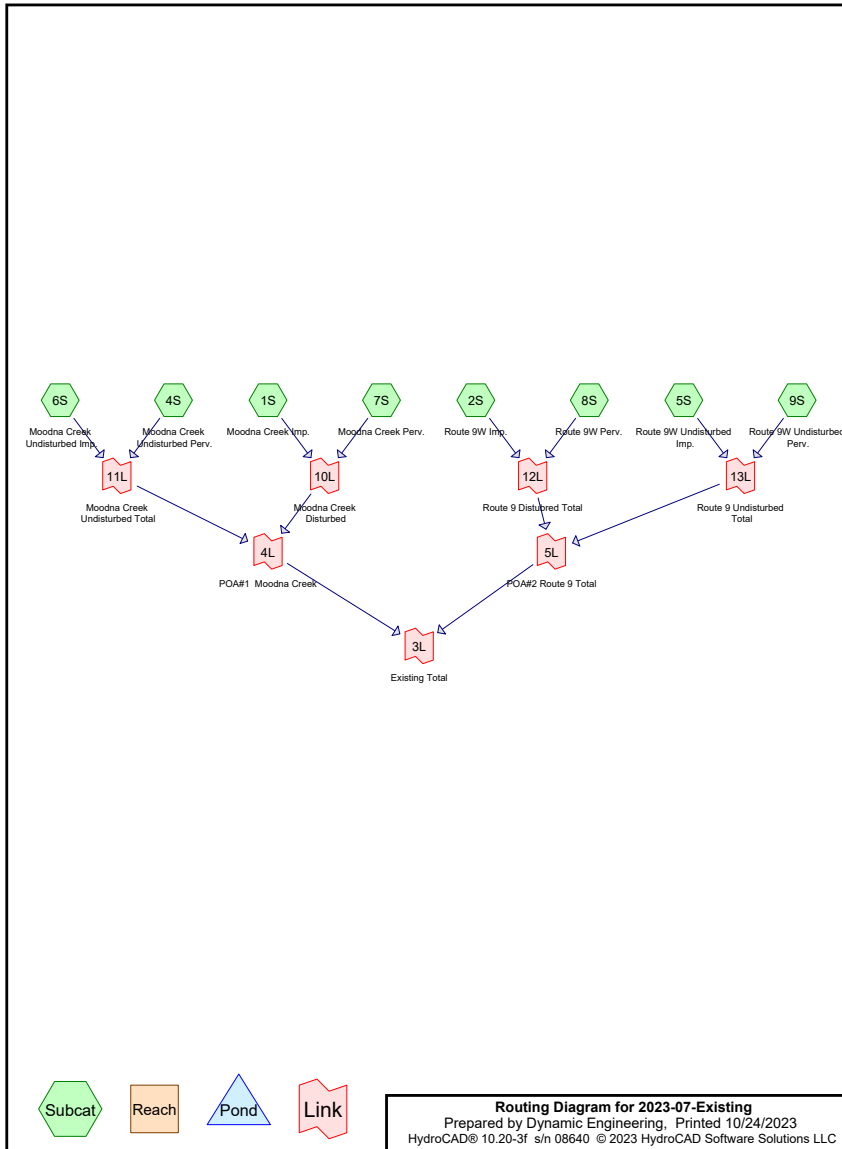 6S
4S
1S
7S
2S
8S
5S
9S
Moodna Creek
Undisturbed Imp.
Moodna Creek
Undisturbed Perv.
Moodna Creek Imp.
Moodna Creek Perv.
Route 9W Imp.
Route 9W Perv.
Route 9W Undisturbed
Imp.
Route 9W Undisturbed
Perv.
11L
10L
12L
13L
Moodna Creek
Undisturbed Total
Moodna Creek
Disturbed
Route 9 Distubred Total
Route 9 Undisturbed
Total
4L
5L
POA#1 Moodna Creek
POA#2 Route 9 Total
3L
Existing Total
Subcat
Reach
Pond
Link
Routing Diagram for 2023-07-Existing
Prepared by Dynamic Engineering, Printed 10/24/2023
HydroCAD® 10.20-3f s/n 08640 © 2023 HydroCAD Software Solutions LLC